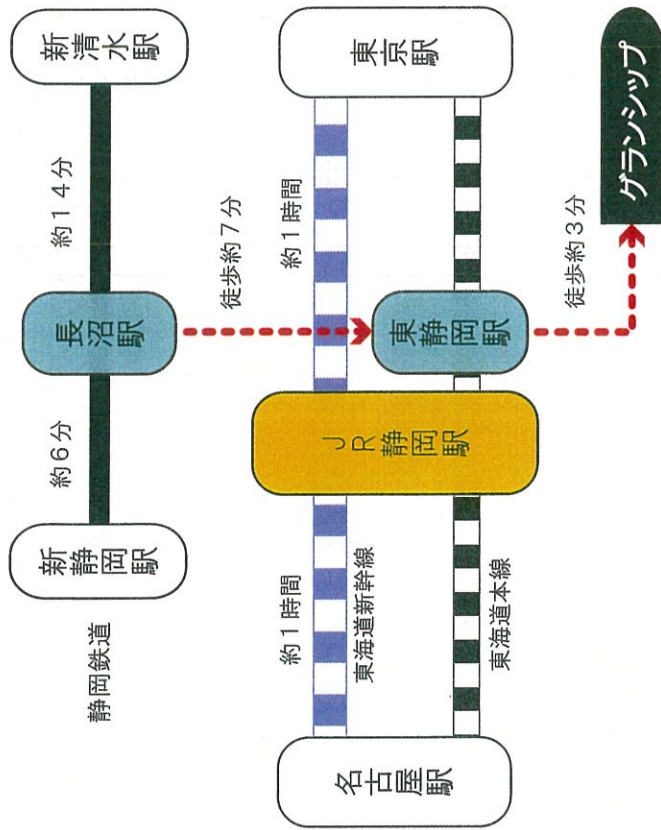 静岡鉄道
新静岡駅
約6分
長沼駅
約14分
新清水駅
徒歩約7分
名古屋駅
約1時間
東海道新幹線
東海道本線
JR静岡駅
約1時間
東静岡駅
東京駅
徒歩約3分
グランシップ